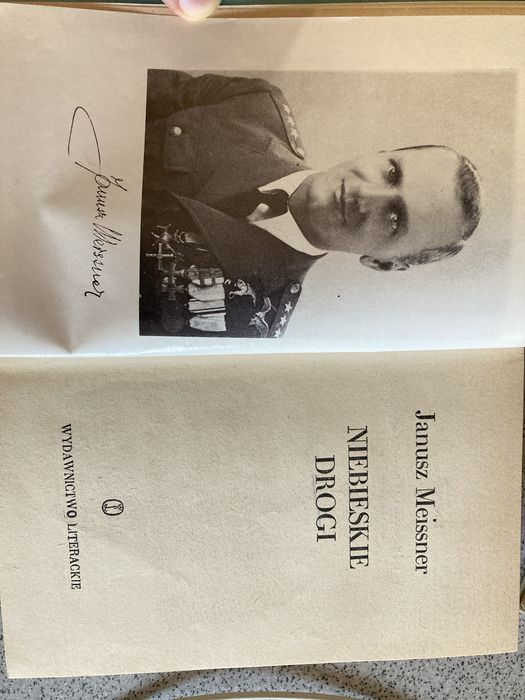 Janusz Meissner
Janusz Meissner
NIEBIESKIE
DROGI
WYDAWNICTWO LITERACKIE